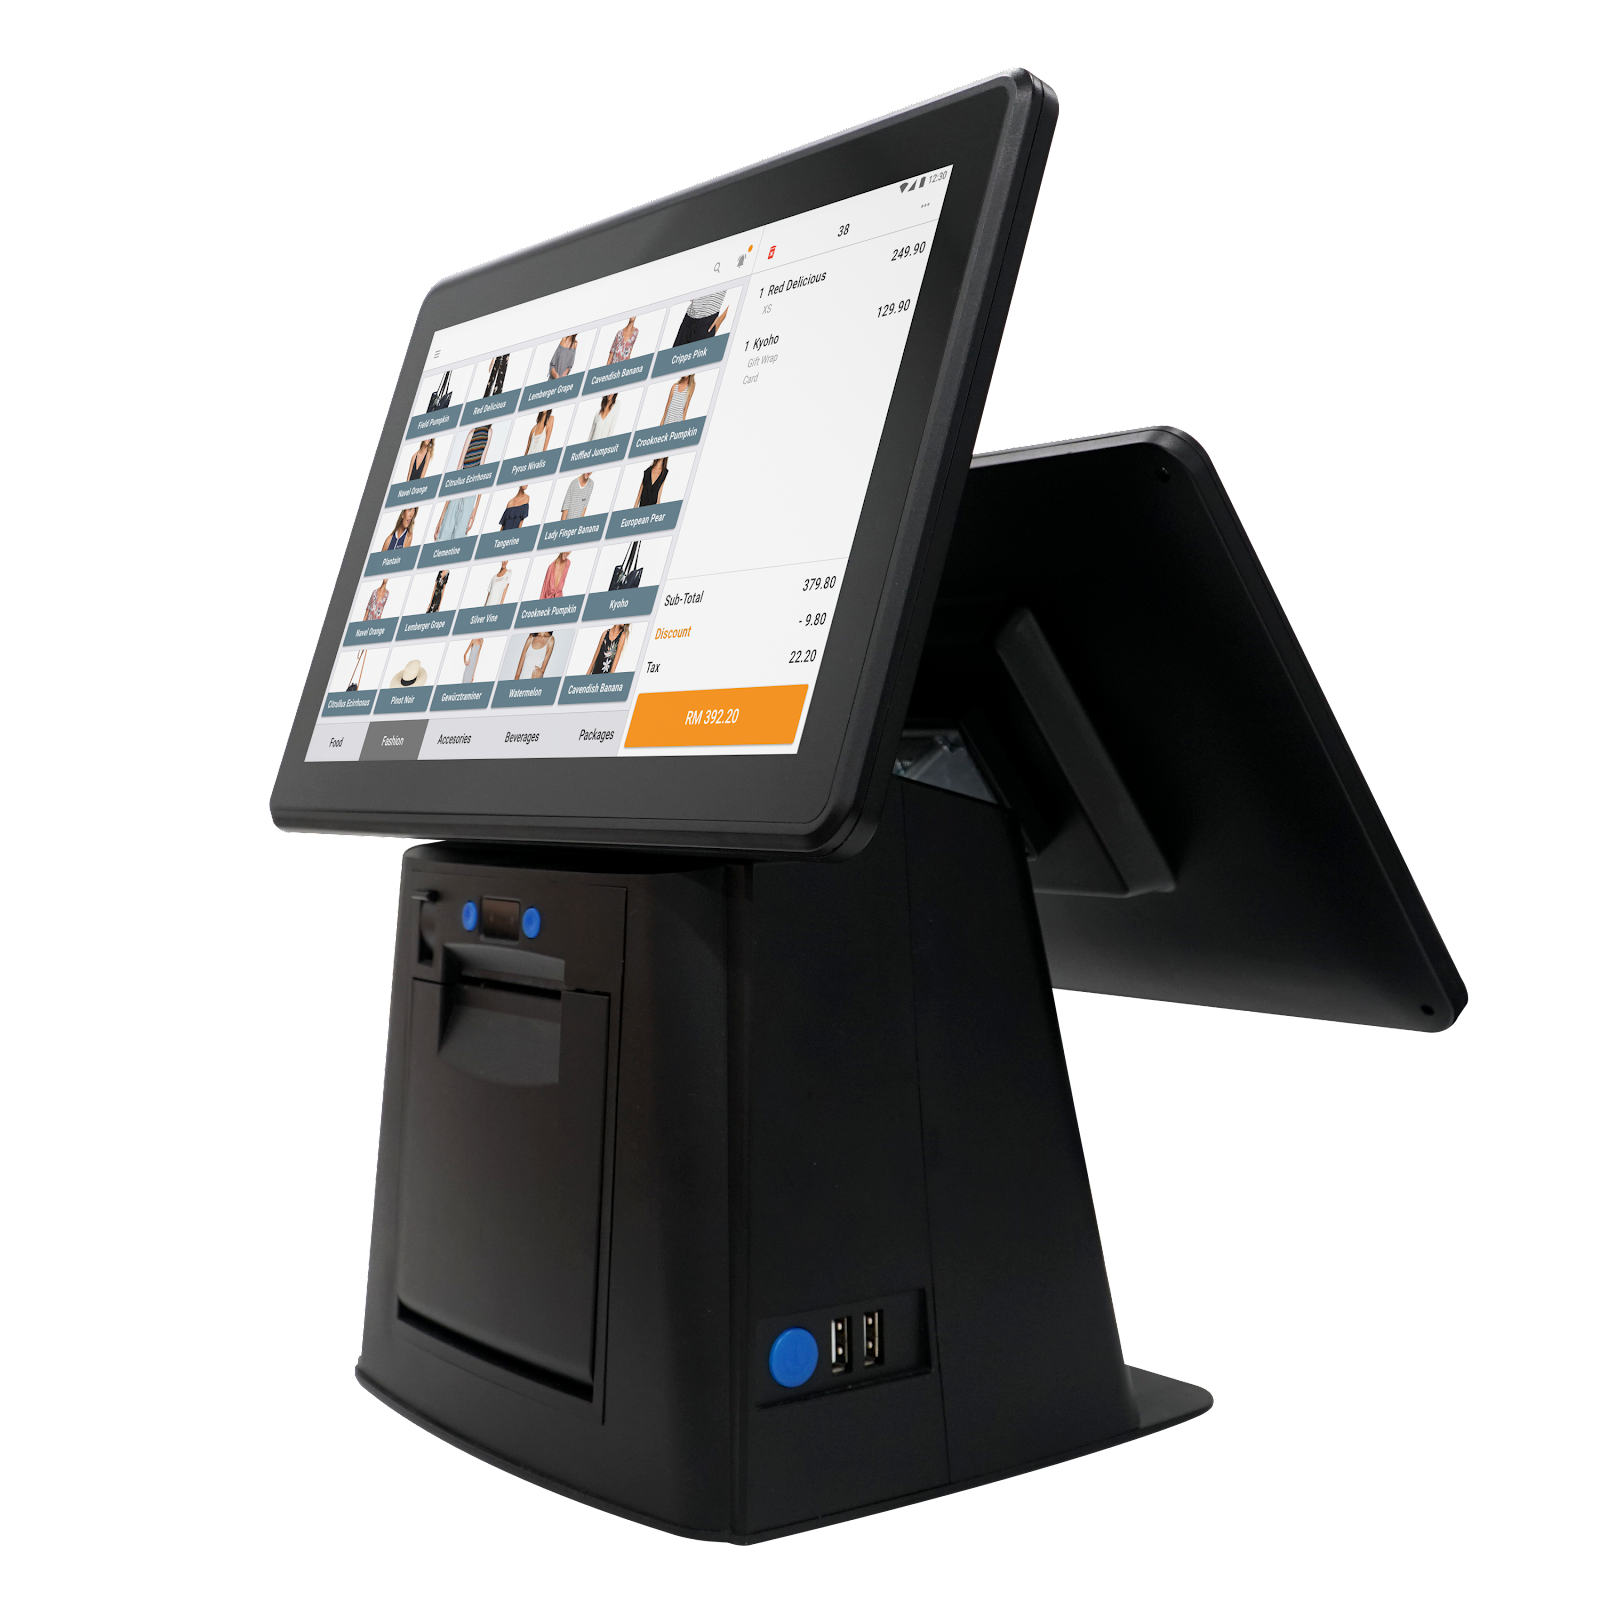 12:30
38
1 Red Delicious 249.90
XS
1 Kyoho 129.90
Gift Wrap
Card
Field Pumpkin Red Delicious Lemberger Grape Cavendish Banana Cripps Pink
Navel Orange Citrullus Ecirrhosus Pyrus Nivalis Ruffled Jumpsuit Crookneck Pumpkin
Plantain Clementine Tangerine Lady Finger Banana European Pear
Navel Orange Lemberger Grape Silver Vine Crookneck Pumpkin Kyoho
Citrullus Ecirrhosus Pinot Noir Gewürztraminer Watermelon Cavendish Banana
Sub-Total 379.80
Discount - 9.80
Tax 22.20
RM 392.20
Food Fashion Accesories Beverages Packages